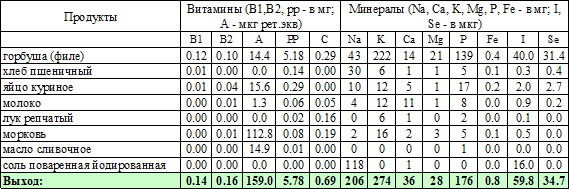 Продукты Витамины (B1,B2, pp - в мг; Минералы (Na, Ca, K, Mg, P, Fe - в мг; I,
A - мкг рет.экв) Se - в мкг)
B1 B2 A PP C Na K Ca Mg P Fe I Se
горбуша (филе) 0.12 0.10 14.4 5.18 0.29 43 222 14 21 139 0.4 40.0 31.4
хлеб пшеничный 0.01 0.00 0.0 0.14 0.00 30 6 1 1 5 0.1 0.3 0.4
яйцо куриное 0.01 0.04 15.6 0.29 0.00 10 12 5 1 17 0.2 2.0 2.7
молоко 0.00 0.01 1.3 0.06 0.05 4 12 11 1 8 0.0 0.9 0.2
лук репчатый 0.00 0.00 0.0 0.02 0.16 0 6 1 0 2 0.0 0.1 0.0
морковь 0.00 0.01 112.8 0.08 0.19 2 16 2 3 5 0.1 0.5 0.0
масло сливочное 0.00 0.00 14.9 0.01 0.00 0 0 0 0 1 0.0 0.0 0.0
соль поваренная йодированная 0.00 0.00 0.0 0.00 0.00 118 0 1 0 0 0.0 16.0 0.0
Выход: 0.14 0.16 159.0 5.78 0.69 206 274 36 28 176 0.8 59.8 34.7